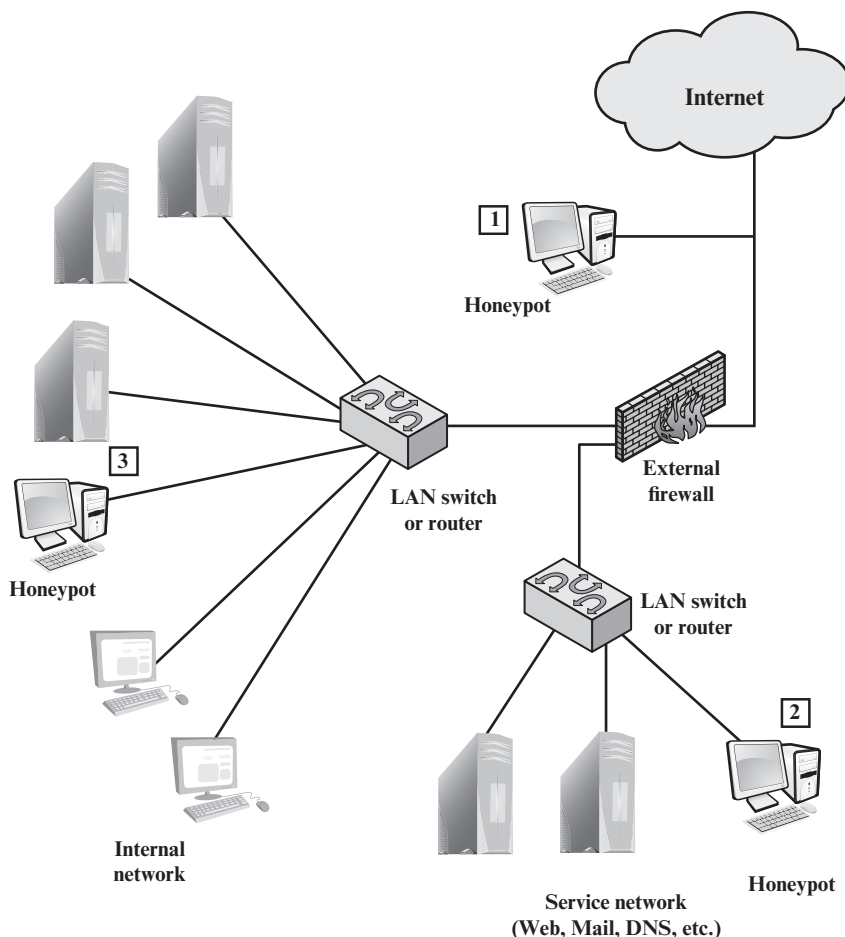 Internet
1
Honeypot
3
LAN switch
or router
External
firewall
Honeypot
LAN switch
or router
2
Internal
network
Honeypot
Service network
(Web, Mail, DNS, etc.)